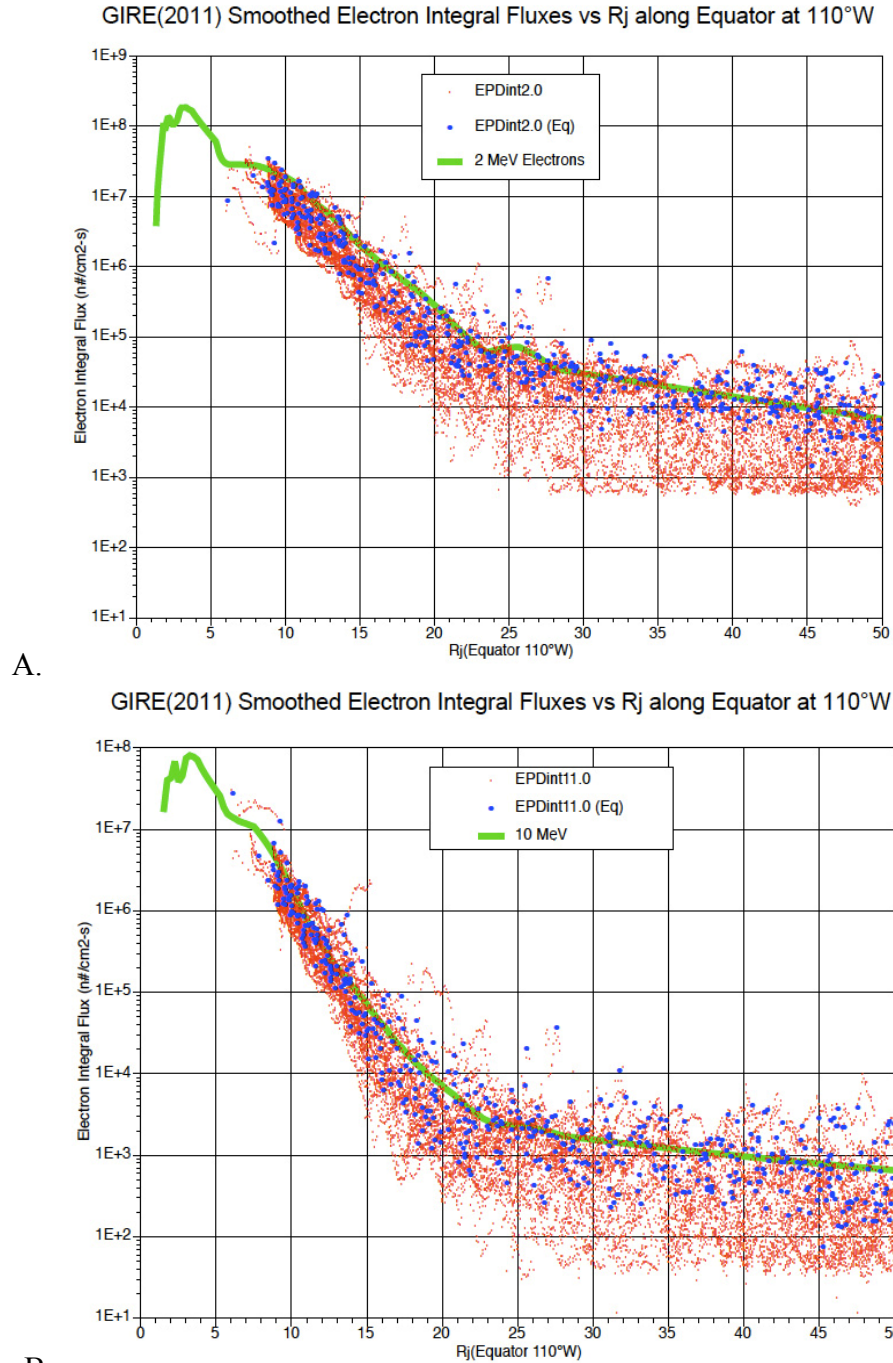 GIRE(2011) Smoothed Electron Integral Fluxes vs Rj along Equator at 110°W
1E+9
1E+8
1E+7
1E+6
1E+5
1E+4
1E+3
1E+2
1E+1
Electron Integral Flux (n#/cm2-s)
EPDint2.0
EPDint2.0 (Eq)
2 MeV Electrons
0 5 10 15 20 25 30 35 40 45 50
Rj(Equator 110°W)
A.
GIRE(2011) Smoothed Electron Integral Fluxes vs Rj along Equator at 110°W
1E+8
1E+7
1E+6
1E+5
1E+4
1E+3
1E+2
1E+1
Electron Integral Flux (n#/cm2-s)
EPDint11.0
EPDint11.0 (Eq)
10 MeV
0 5 10 15 20 25 30 35 40 45
Rj(Equator 110°W)